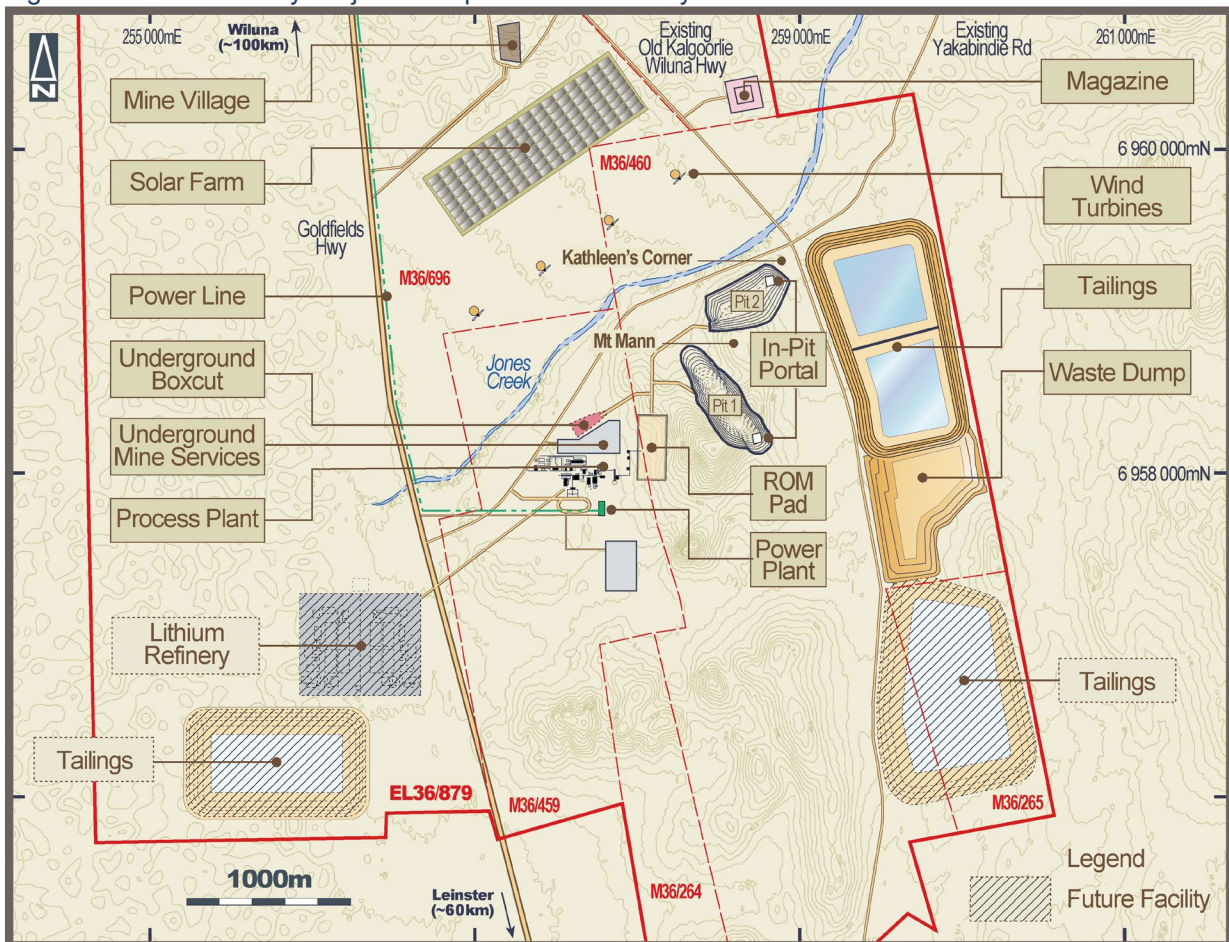 255 000mE
Wiluna
(~100km)
Existing
Old Kalgoorlie
Wiluna Hwy
259 000mE
Existing
Yakabindie Rd
261 000mE
N
Mine Village
Magazine
Solar Farm
M36/460
6 960 000mN
Wind
Turbines
Goldfields
Hwy
Kathleen's Corner
M36/696
Power Line
Tailings
Pit 2
Mt Mann
In-Pit
Portal
Underground
Boxcut
Jones
Creek
Waste Dump
Pit 1
Underground
Mine Services
6 958 000mN
ROM
Pad
Process Plant
Power
Plant
Lithium
Refinery
Tailings
Tailings
EL36/879
M36/459
M36/265
1000m
Legend
Future Facility
Leinster
(~60km)
M36/264